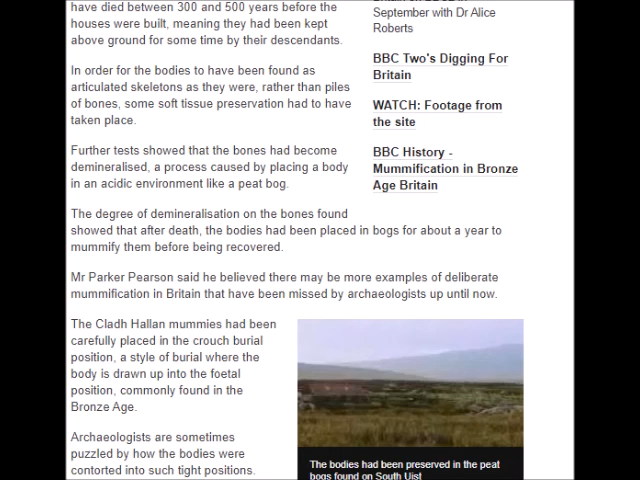 have died between 300 and 500 years before the
houses were built, meaning they had been kept
above ground for some time by their descendants.
In order for the bodies to have been found as
articulated skeletons as they were, rather than piles
of bones, some soft tissue preservation had to have
taken place.
Further tests showed that the bones had become
demineralised, a process caused by placing a body
in an acidic environment like a peat bog.
The degree of demineralisation on the bones found
showed that after death, the bodies had been placed in bogs for about a year to
mummify them before being recovered.
Mr Parker Pearson said he believed there may be more examples of deliberate
mummification in Britain that have been missed by archaeologists up until now.
The Cladh Hallan mummies had been
carefully placed in the crouch burial
position, a style of burial where the
body is drawn up into the foetal
position, commonly found in the
Bronze Age.
Archaeologists are sometimes
puzzled by how the bodies were
contorted into such tight positions.
September with Dr Alice
Roberts
BBC Two's Digging For
Britain
WATCH: Footage from
the site
BBC History -
Mummification in Bronze
Age Britain
The bodies had been preserved in the peat
bogs found on South Uist